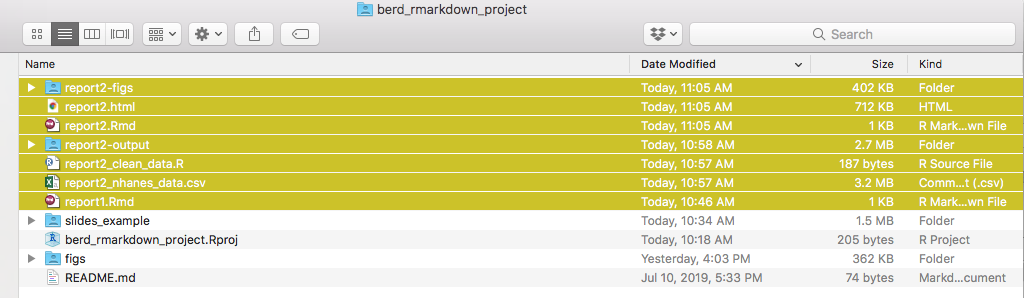 berd_rmarkdown_project
Search
Name Date Modified Size Kind
report2-figs Today, 11:05 AM 402 KB Folder
report2.html Today, 11:05 AM 712 KB HTML
report2.Rmd Today, 11:05 AM 1 KB R Mark...wn File
report2-output Today, 10:58 AM 2.7 MB Folder
report2_clean_data.R Today, 10:57 AM 187 bytes R Source File
report2_nhanes_data.csv Today, 10:57 AM 3.2 MB Comm...t (.csv)
report1.Rmd Today, 10:46 AM 1 KB R Mark...wn File
slides_example Today, 10:34 AM 1.5 MB Folder
berd_rmarkdown_project.Rproj Today, 10:18 AM 205 bytes R Project
figs Yesterday, 4:03 PM 362 KB Folder
README.md Jul 10, 2019, 5:33 PM 74 bytes Markd...cument